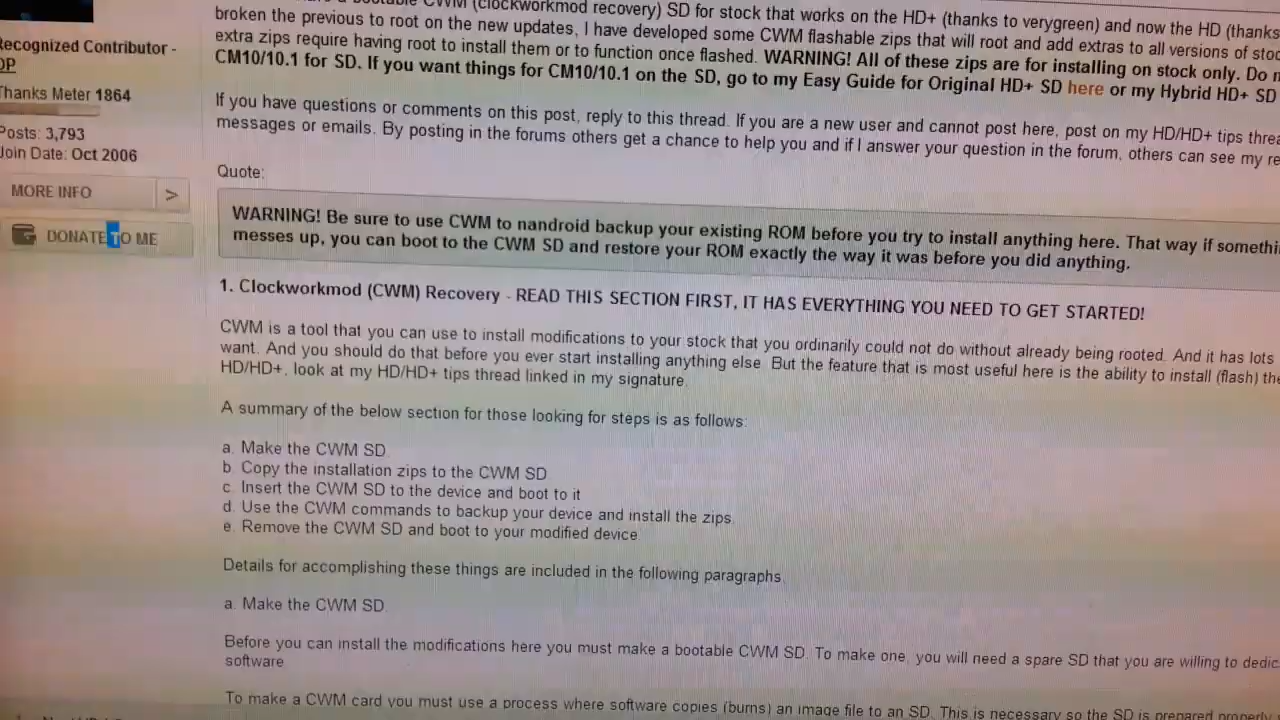 Recognized Contributor -
OP
Thanks Meter 1864
Posts: 3,793
Join Date: Oct 2006
MORE INFO >
DONATE TO ME
bootable CWM (clockworkmod recovery) SD for stock that works on the HD+ (thanks to verygreen) and now the HD (thanks
broken the previous to root on the new updates, I have developed some CWM flashable zips that will root and add extras to all versions of
extra zips require having root to install them or to function once flashed. WARNING! All of these zips are for installing on stock only. Do
CM10/10.1 for SD. If you want things for CM10/10.1 on the SD, go to my Easy Guide for Original HD+ SD here or my Hybrid HD+ SD
If you have questions or comments on this post, reply to this thread. If you are a new user and cannot post here, post on my HD/HD+ tips
messages or emails. By posting in the forums others get a chance to help you and if I answer your question in the forum, others can see my
Quote:
WARNING! Be sure to use CWM to nandroid backup your existing ROM before you try to install anything here. That way if somethi
messes up, you can boot to the CWM SD and restore your ROM exactly the way it was before you did anything.
1. Clockworkmod (CWM) Recovery - READ THIS SECTION FIRST, IT HAS EVERYTHING YOU NEED TO GET STARTED!
CWM is a tool that you can use to install modifications to your stock that you ordinarily could not do without already being rooted. And it has lots
want. And you should do that before you ever start installing anything else. But the feature that is most useful here is the ability to install (flash)
HD/HD+, look at my HD/HD+ tips thread linked in my signature.
A summary of the below section for those looking for steps is as follows:
a. Make the CWM SD.
b. Copy the installation zips to the CWM SD
c. Insert the CWM SD to the device and boot to it
d. Use the CWM commands to backup your device and install the zips.
e. Remove the CWM SD and boot to your modified device.
Details for accomplishing these things are included in the following paragraphs.
a. Make the CWM SD.
Before you can install the modifications here you must make a bootable CWM SD. To make one, you will need a spare SD that you are willing to dedic
software.
To make a CWM card you must use a process where software copies (burns) an image file to an SD. This is necessary so the SD is prepared properly